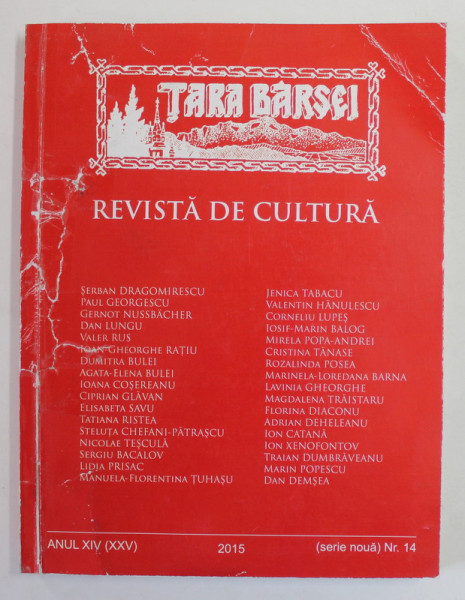 ȚARA BÂRSEI
REVISTĂ DE CULTURĂ
ȘERBAN DRAGOMIRESCU
PAUL GEORGESCU
GERNOT NUSSBÄCHER
DAN LUNGU
VALER RUS
IOAN GHEORGHE RAȚIU
DUMITRA BULEI
AGATA-ELENA BULEI
IOANA COȘEREANU
CIPRIAN GLĂVAN
ELISABETA SAVU
TATIANA RISTEA
STELUȚA CHEFANI-PĂTRAȘCU
NICOLAE TEȘCULĂ
SERGIU BACALOV
LIDJA PRISAC
MANUELA-FLORENTINA ȚUHAȘU
JENICA TABACU
VALENTIN HĂNULESCU
CORNELIU LUPEȘ
IOSIF-MARIN BALOG
MIRELA POPA-ANDREI
CRISTINA TĂNASE
ROZALINDA POSEA
MARINELA-LOREDANA BARNA
LAVINIA GHEORGHE
MAGDALENA TRĂISTARU
FLORINA DIACONU
ADRIAN DEHELEANU
ION CATANĂ
ION XENOFONTOV
TRAIAN DUMBRĂVEANU
MARIN POPESCU
DAN DEMȘEA
ANUL XIV (XXV) 2015 (serie nouă) Nr. 14